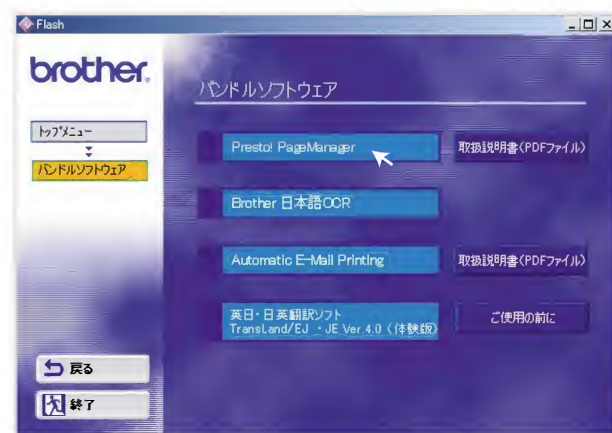 Flash
brother.
バンドルソフトウェア
トップメニュー
バンドルソフトウェア
Presto! PageManager
取扱説明書(PDFファイル)
Brother 日本語OCR
Automatic E-Mail Printing
取扱説明書(PDFファイル)
英日・日英翻訳ソフト
TransLand/EJ ・JE Ver.4.0 (体験版)
ご使用の前に
戻る
終了